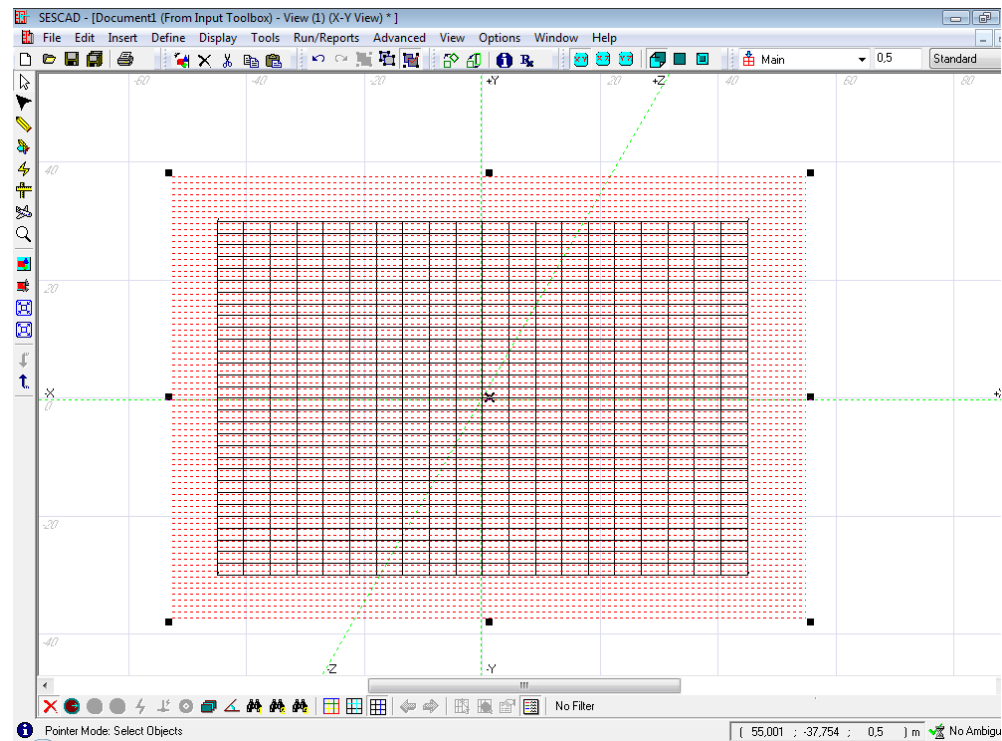 SESCAD - [Document1 (From Input Toolbox) - View (1) (X-Y View) * ]
File Edit Insert Define Display Tools Run/Reports Advanced View Options Window Help
Main 0,5 Standard
-60 -40 -20 +Y 20 +Z 40 60 80
40
20
-X
0
-20
-40
-Z -Y
No Filter
Pointer Mode: Select Objects [ 55,001 ; -37,754 ; 0,5 ] m No Ambigu